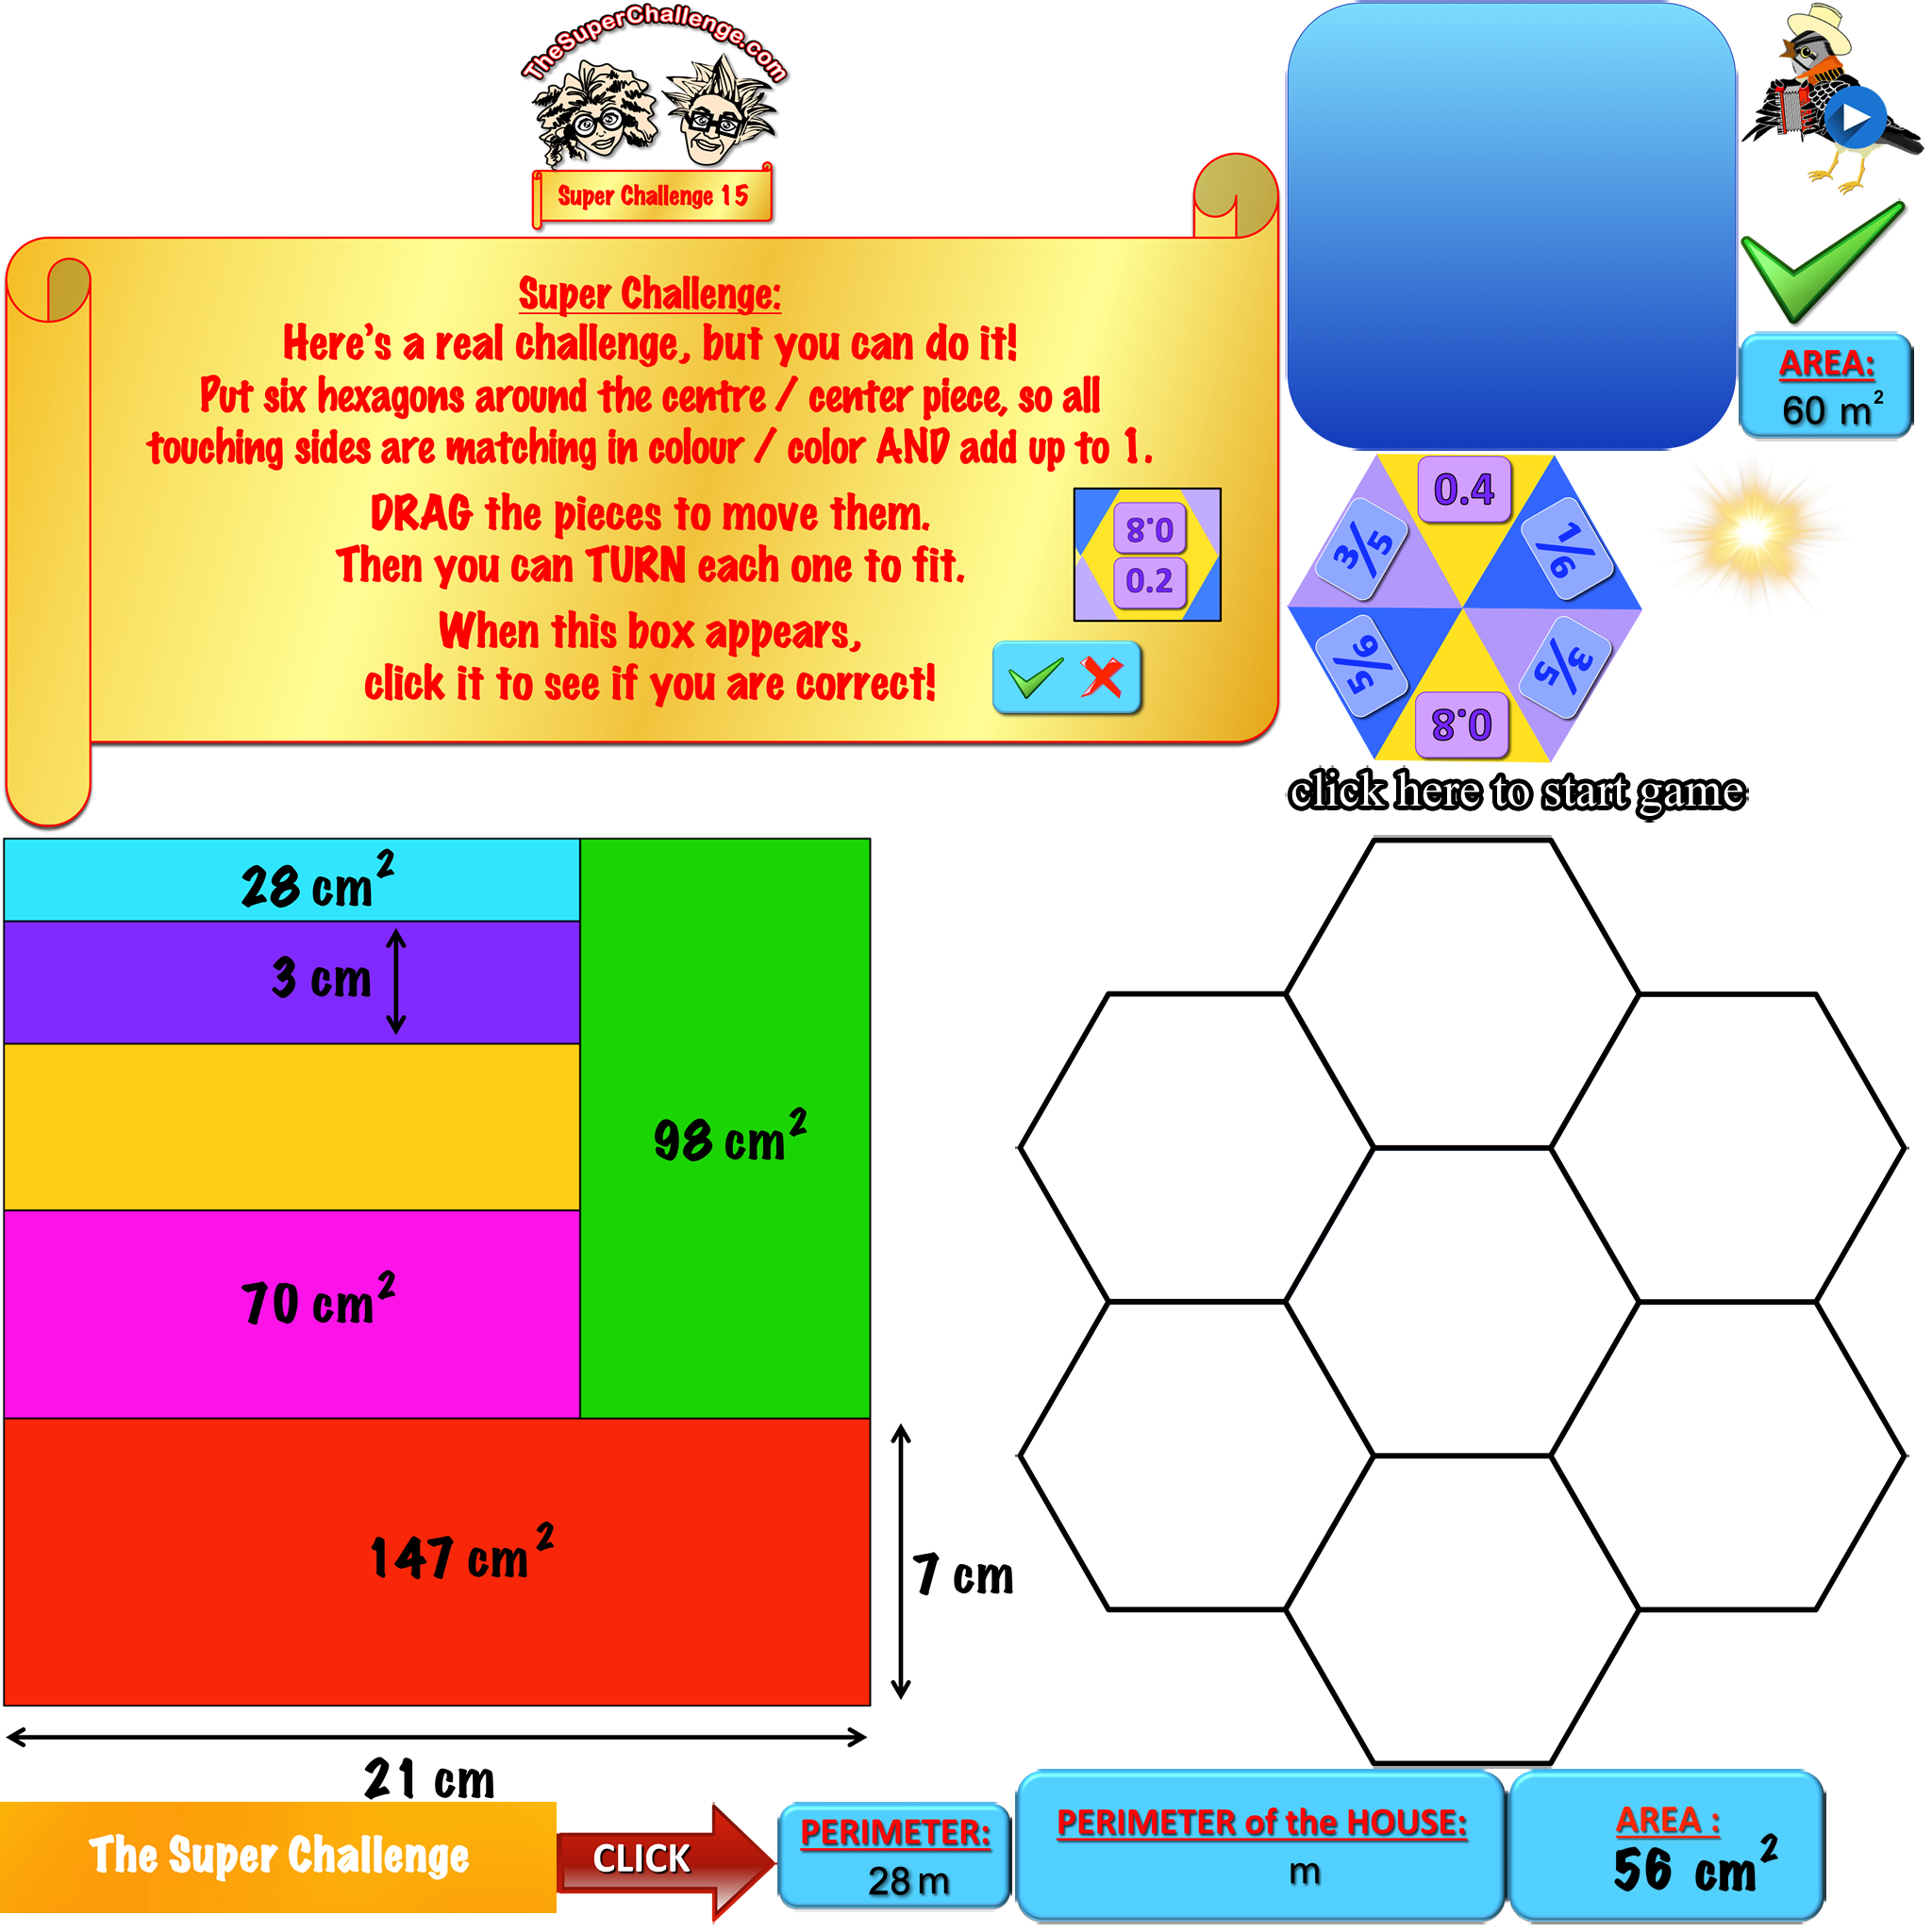 TheSuperChallenge.com
Super Challenge 15
Super Challenge:
Here's a real challenge, but you can do it!
Put six hexagons around the centre / center piece, so all
touching sides are matching in colour / color AND add up to 1.
DRAG the pieces to move them.
Then you can TURN each one to fit.
When this box appears,
click it to see if you are correct!
0.8
0.2
AREA:
60 m²
0.4
3/5
1/6
5/6
3/5
0.8
click here to start game
28 cm²
3 cm
98 cm²
70 cm²
147 cm²
7 cm
21 cm
The Super Challenge
CLICK
PERIMETER:
28 m
PERIMETER of the HOUSE:
m
AREA :
56 cm²